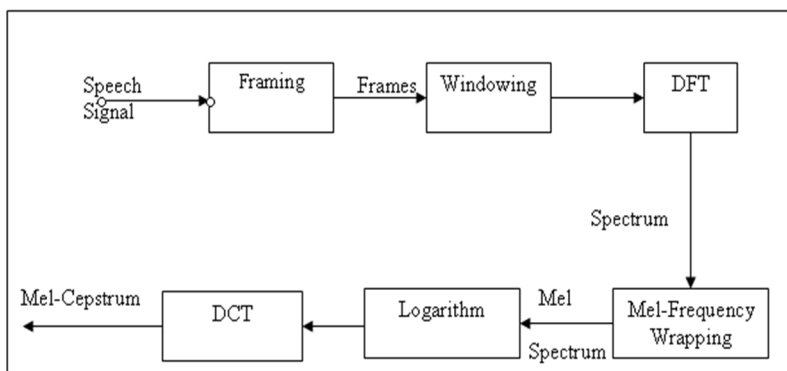 Speech
Signal
Framing
Frames
Windowing
DFT
Spectrum
Mel-Frequency
Wrapping
Mel
Spectrum
Logarithm
DCT
Mel-Cepstrum